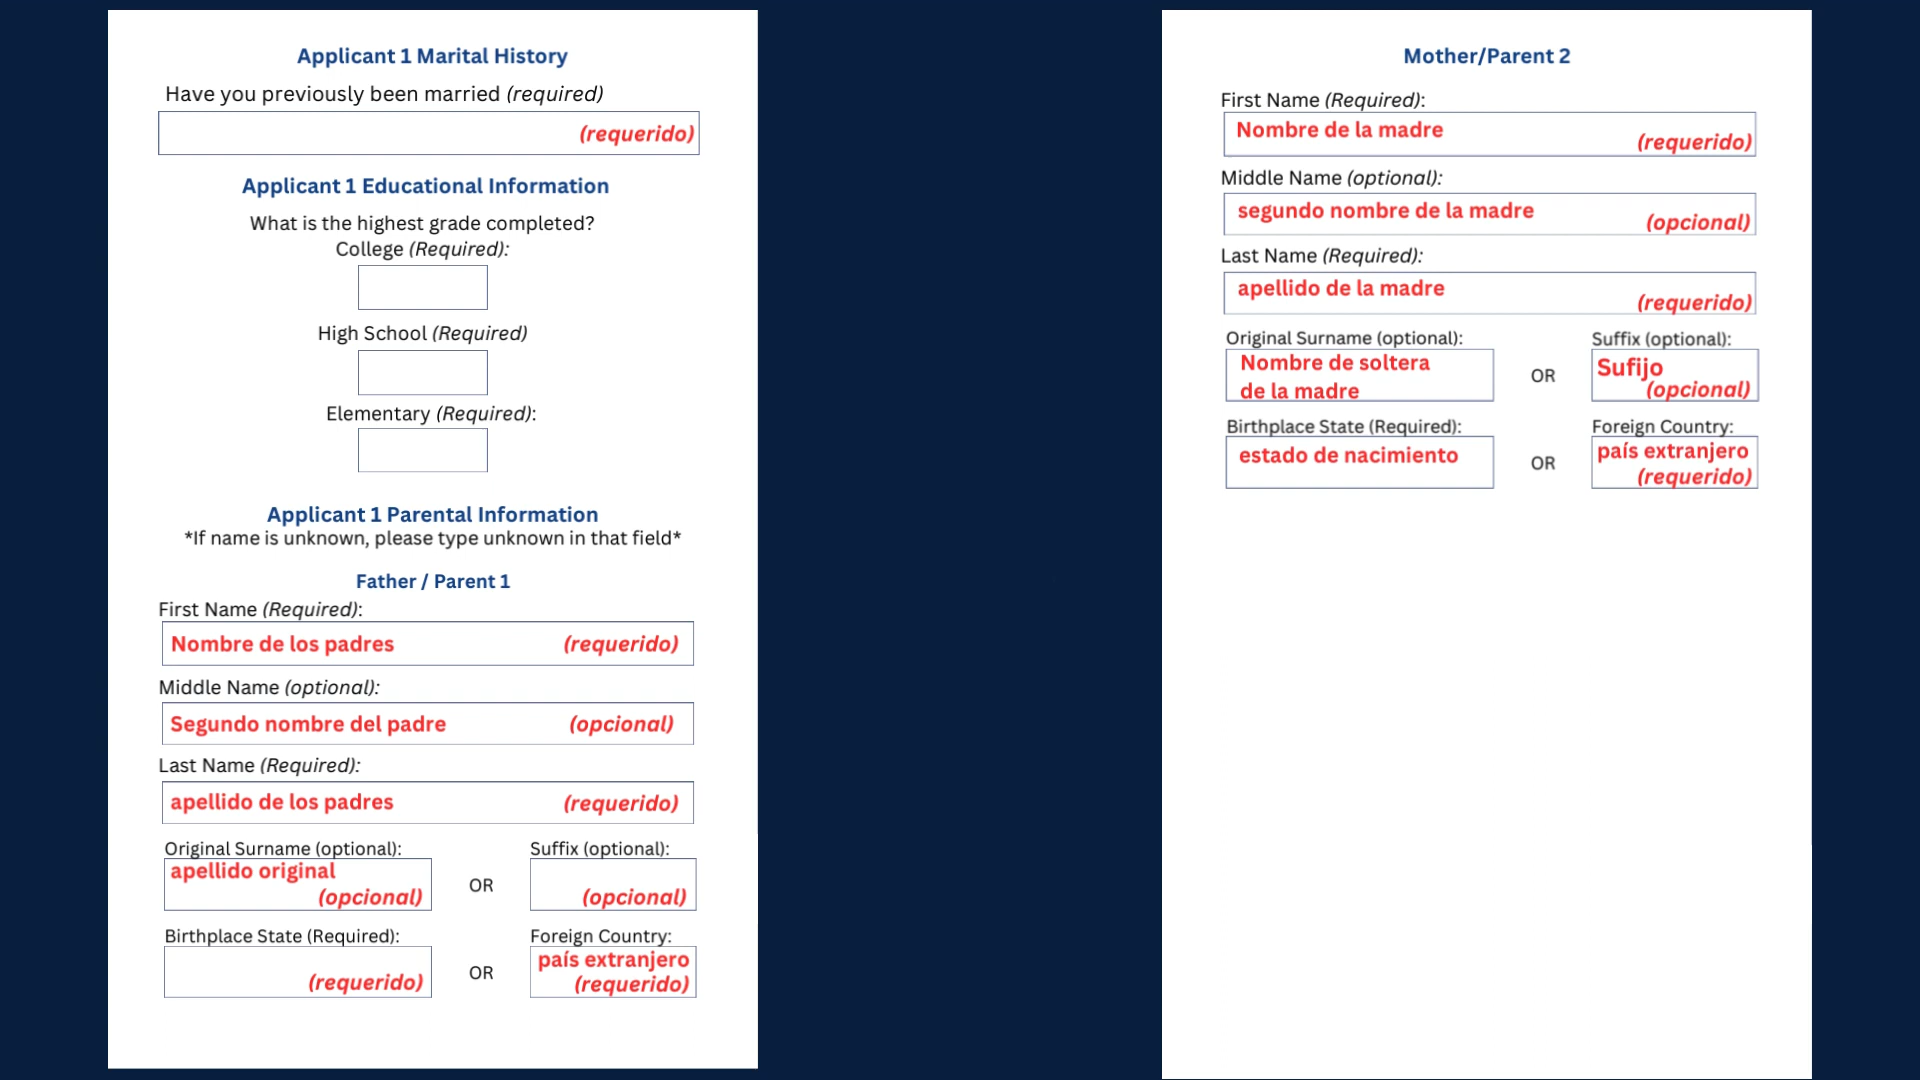 Applicant 1 Marital History
Have you previously been married (required)
(requerido)
Applicant 1 Educational Information
What is the highest grade completed?
College (Required):
High School (Required)
Elementary (Required):
Applicant 1 Parental Information
*If name is unknown, please type unknown in that field*
Father / Parent 1
First Name (Required):
Nombre de los padres (requerido)
Middle Name (optional):
Segundo nombre del padre (opcional)
Last Name (Required):
apellido de los padres (requerido)
Original Surname (optional): Suffix (optional):
apellido original
(opcional) OR (opcional)
Birthplace State (Required): Foreign Country:
país extranjero
(requerido) OR (requerido)
Mother/Parent 2
First Name (Required):
Nombre de la madre
(requerido)
Middle Name (optional):
segundo nombre de la madre
(opcional)
Last Name (Required):
apellido de la madre
(requerido)
Original Surname (optional): Suffix (optional):
Nombre de soltera OR Sufijo
de la madre (opcional)
Birthplace State (Required): Foreign Country:
estado de nacimiento OR país extranjero
(requerido)